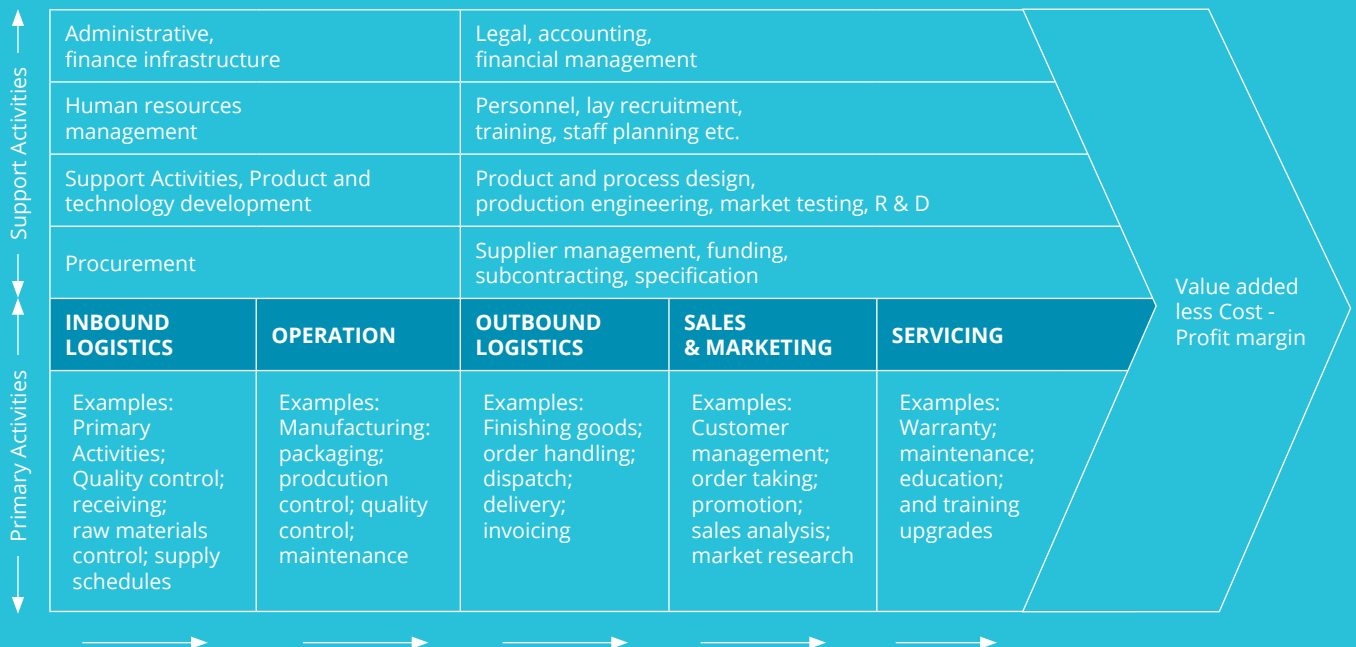 Support Activities
Primary Activities
Administrative,
finance infrastructure
Legal, accounting,
financial management
Human resources
management
Personnel, lay recruitment,
training, staff planning etc.
Support Activities, Product and
technology development
Product and process design,
production engineering, market testing, R & D
Procurement
Supplier management, funding,
subcontracting, specification
INBOUND
LOGISTICS
OPERATION
OUTBOUND
LOGISTICS
SALES
& MARKETING
SERVICING
Examples:
Primary
Activities;
Quality control;
receiving;
raw materials
control; supply
schedules
Examples:
Manufacturing:
packaging;
prodcution
control; quality
control;
maintenance
Examples:
Finishing goods;
order handling;
dispatch;
delivery;
invoicing
Examples:
Customer
management;
order taking;
promotion;
sales analysis;
market research
Examples:
Warranty;
maintenance;
education;
and training
upgrades
Value added
less Cost -
Profit margin